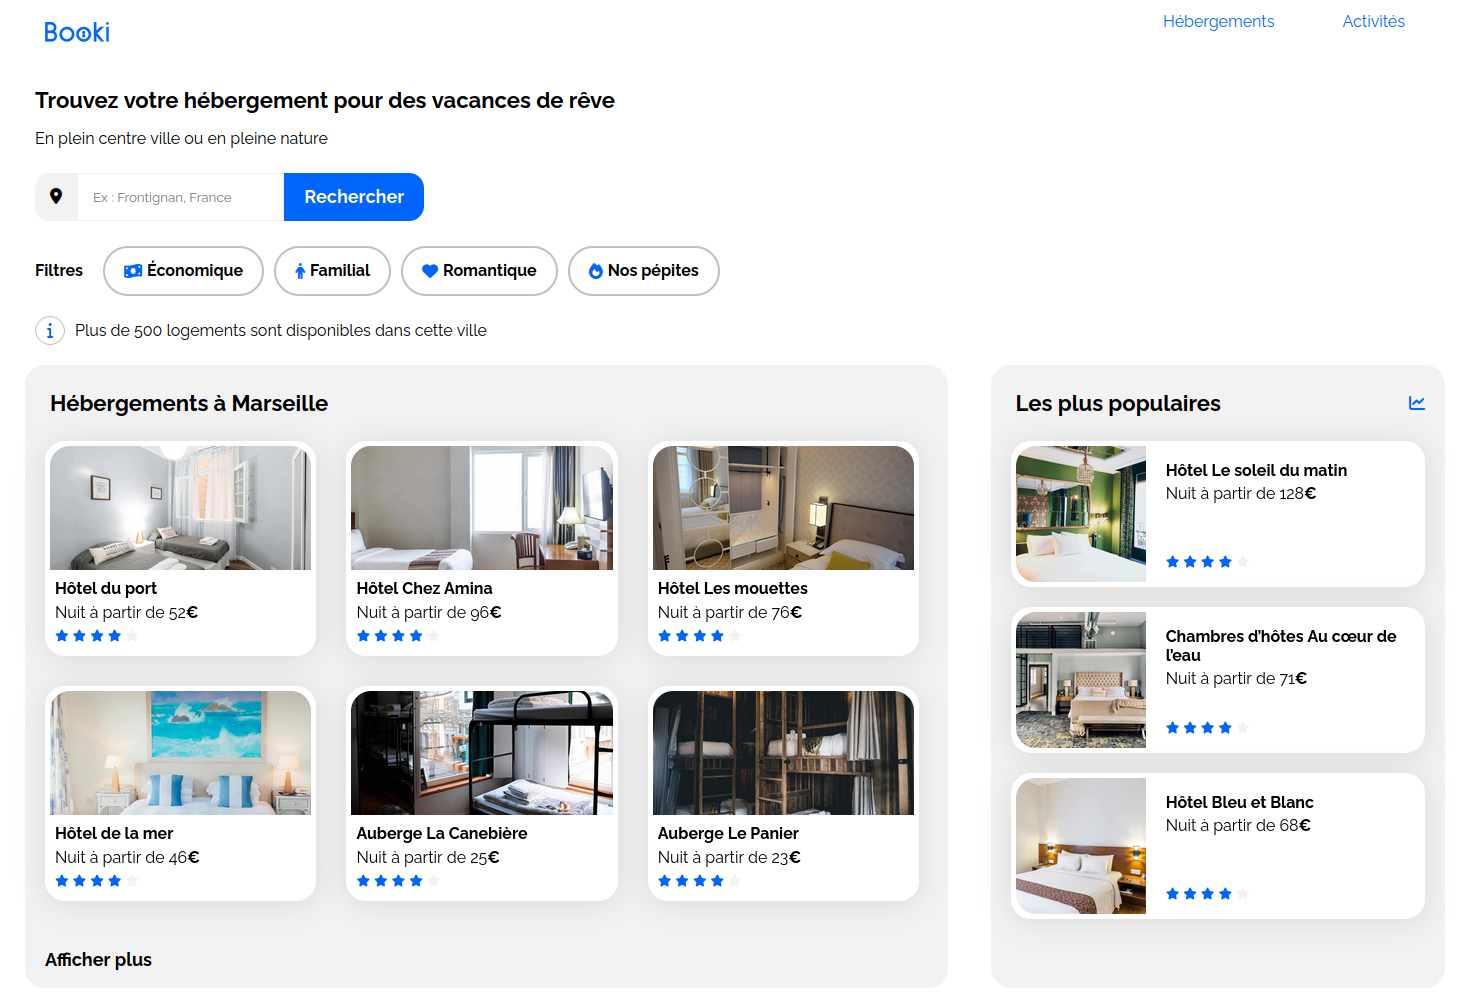 Booki
Hébergements
Activités
Trouvez votre hébergement pour des vacances de rêve
En plein centre ville ou en pleine nature
Ex : Frontignan, France
Rechercher
Filtres
Économique
Familial
Romantique
Nos pépites
Plus de 500 logements sont disponibles dans cette ville
Hébergements à Marseille
Hôtel du port
Nuit à partir de 52€
Hôtel Chez Amina
Nuit à partir de 96€
Hôtel Les mouettes
Nuit à partir de 76€
Hôtel de la mer
Nuit à partir de 46€
Auberge La Canebière
Nuit à partir de 25€
Auberge Le Panier
Nuit à partir de 23€
Afficher plus
Les plus populaires
Hôtel Le soleil du matin
Nuit à partir de 128€
Chambres d’hôtes Au cœur de
l’eau
Nuit à partir de 71€
Hôtel Bleu et Blanc
Nuit à partir de 68€